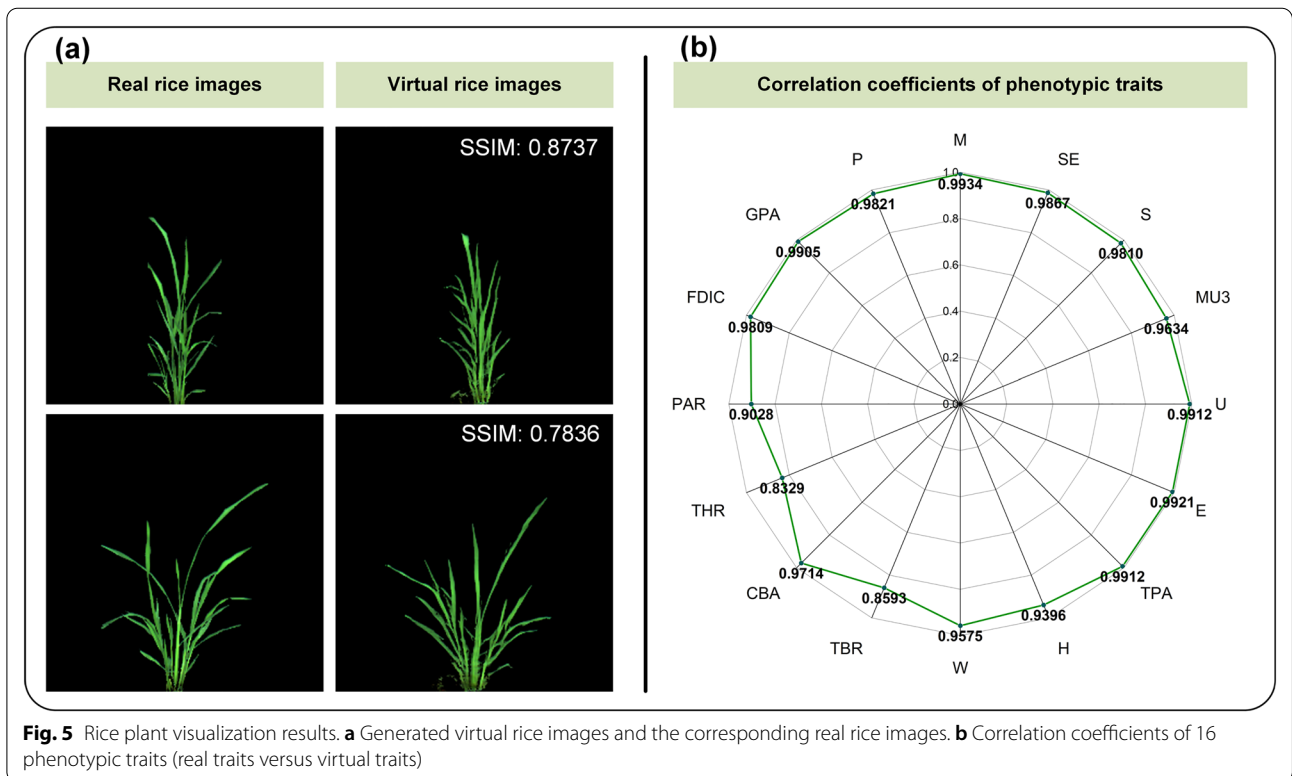 (a)
Real rice images
Virtual rice images
SSIM: 0.8737
SSIM: 0.7836
(b)
Correlation coefficients of phenotypic traits
M
SE
S
MU3
U
E
TPA
H
W
TBR
CBA
THR
PAR
FDIC
GPA
P
1.0
0.8
0.6
0.4
0.2
0.0
0.9934
0.9867
0.9810
0.9634
0.9912
0.9921
0.9912
0.9396
0.9575
0.8593
0.9714
0.8329
0.9028
0.9809
0.9905
0.9821
Fig. 5 Rice plant visualization results. a Generated virtual rice images and the corresponding real rice images. b Correlation coefficients of 16
phenotypic traits (real traits versus virtual traits)